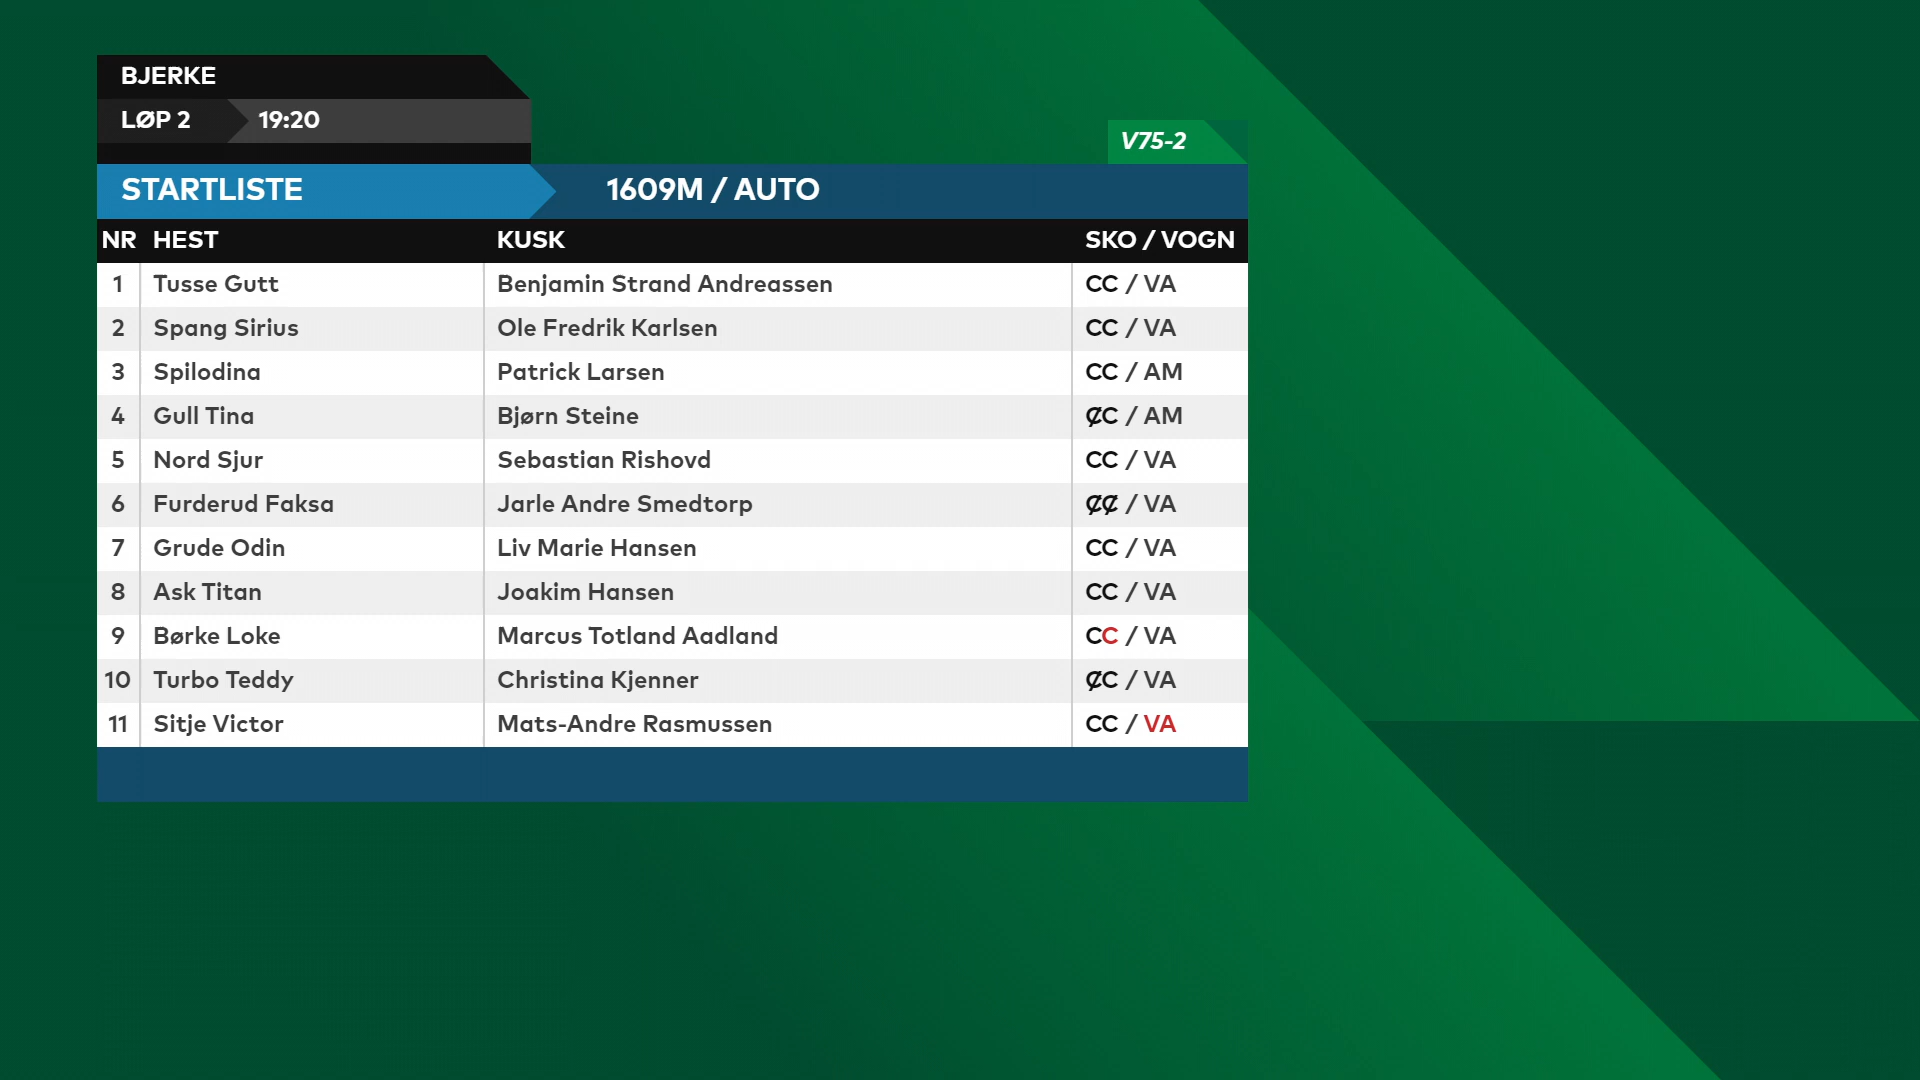 BJERKE
LØP 2 19:20
V75-2
STARTLISTE 1609M / AUTO
NR HEST KUSK SKO / VOGN
1 Tusse Gutt Benjamin Strand Andreassen CC / VA
2 Spang Sirius Ole Fredrik Karlsen CC / VA
3 Spilodina Patrick Larsen CC / AM
4 Gull Tina Bjørn Steine ȻC / AM
5 Nord Sjur Sebastian Rishovd CC / VA
6 Furderud Faksa Jarle Andre Smedtorp ȻȻ / VA
7 Grude Odin Liv Marie Hansen CC / VA
8 Ask Titan Joakim Hansen CC / VA
9 Børke Loke Marcus Totland Aadland CC / VA
10 Turbo Teddy Christina Kjenner ȻC / VA
11 Sitje Victor Mats-Andre Rasmussen CC / VA